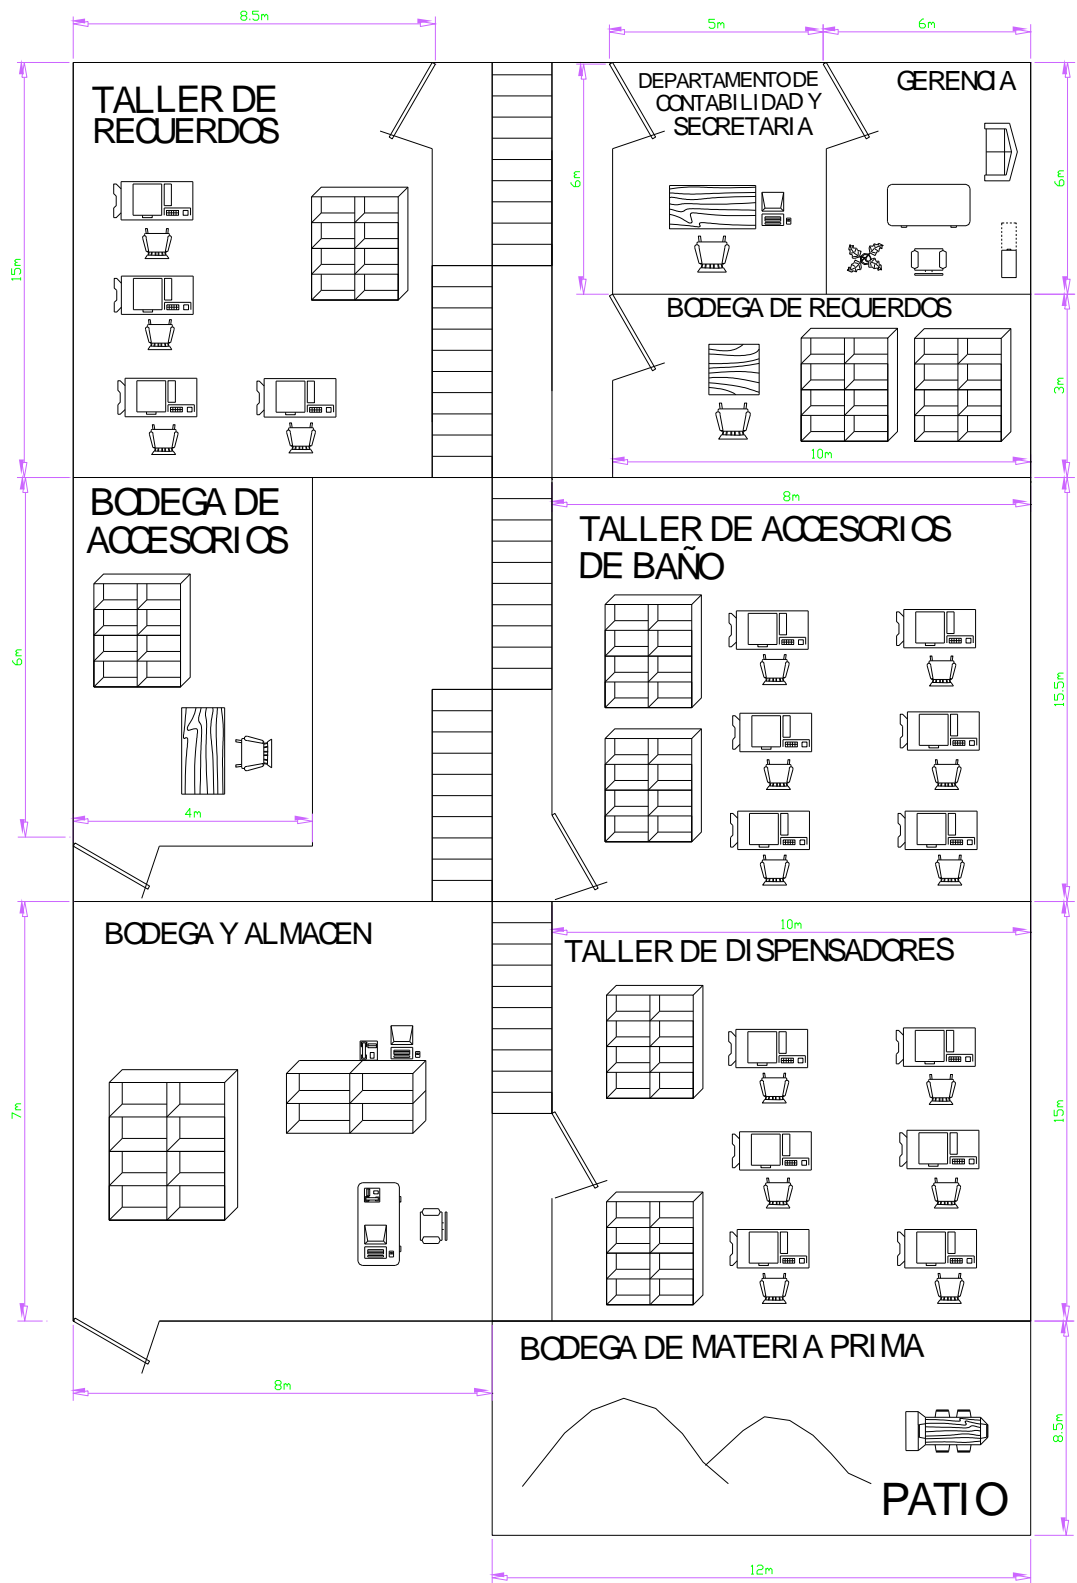 8.5m
5m
6m
TALLER DE
RECUERDOS
DEPARTAMENTO DE
CONTABILIDAD Y
SECRETARIA
GERENCIA
15m
6m
6m
BODEGA DE RECUERDOS
3m
10m
BODEGA DE
ACCESORIOS
8m
TALLER DE ACCESORIOS
DE BAÑO
6m
15.5m
4m
BODEGA Y ALMACEN
10m
TALLER DE DISPENSADORES
7m
15m
BODEGA DE MATERIA PRIMA
8m
8.5m
PATIO
12m